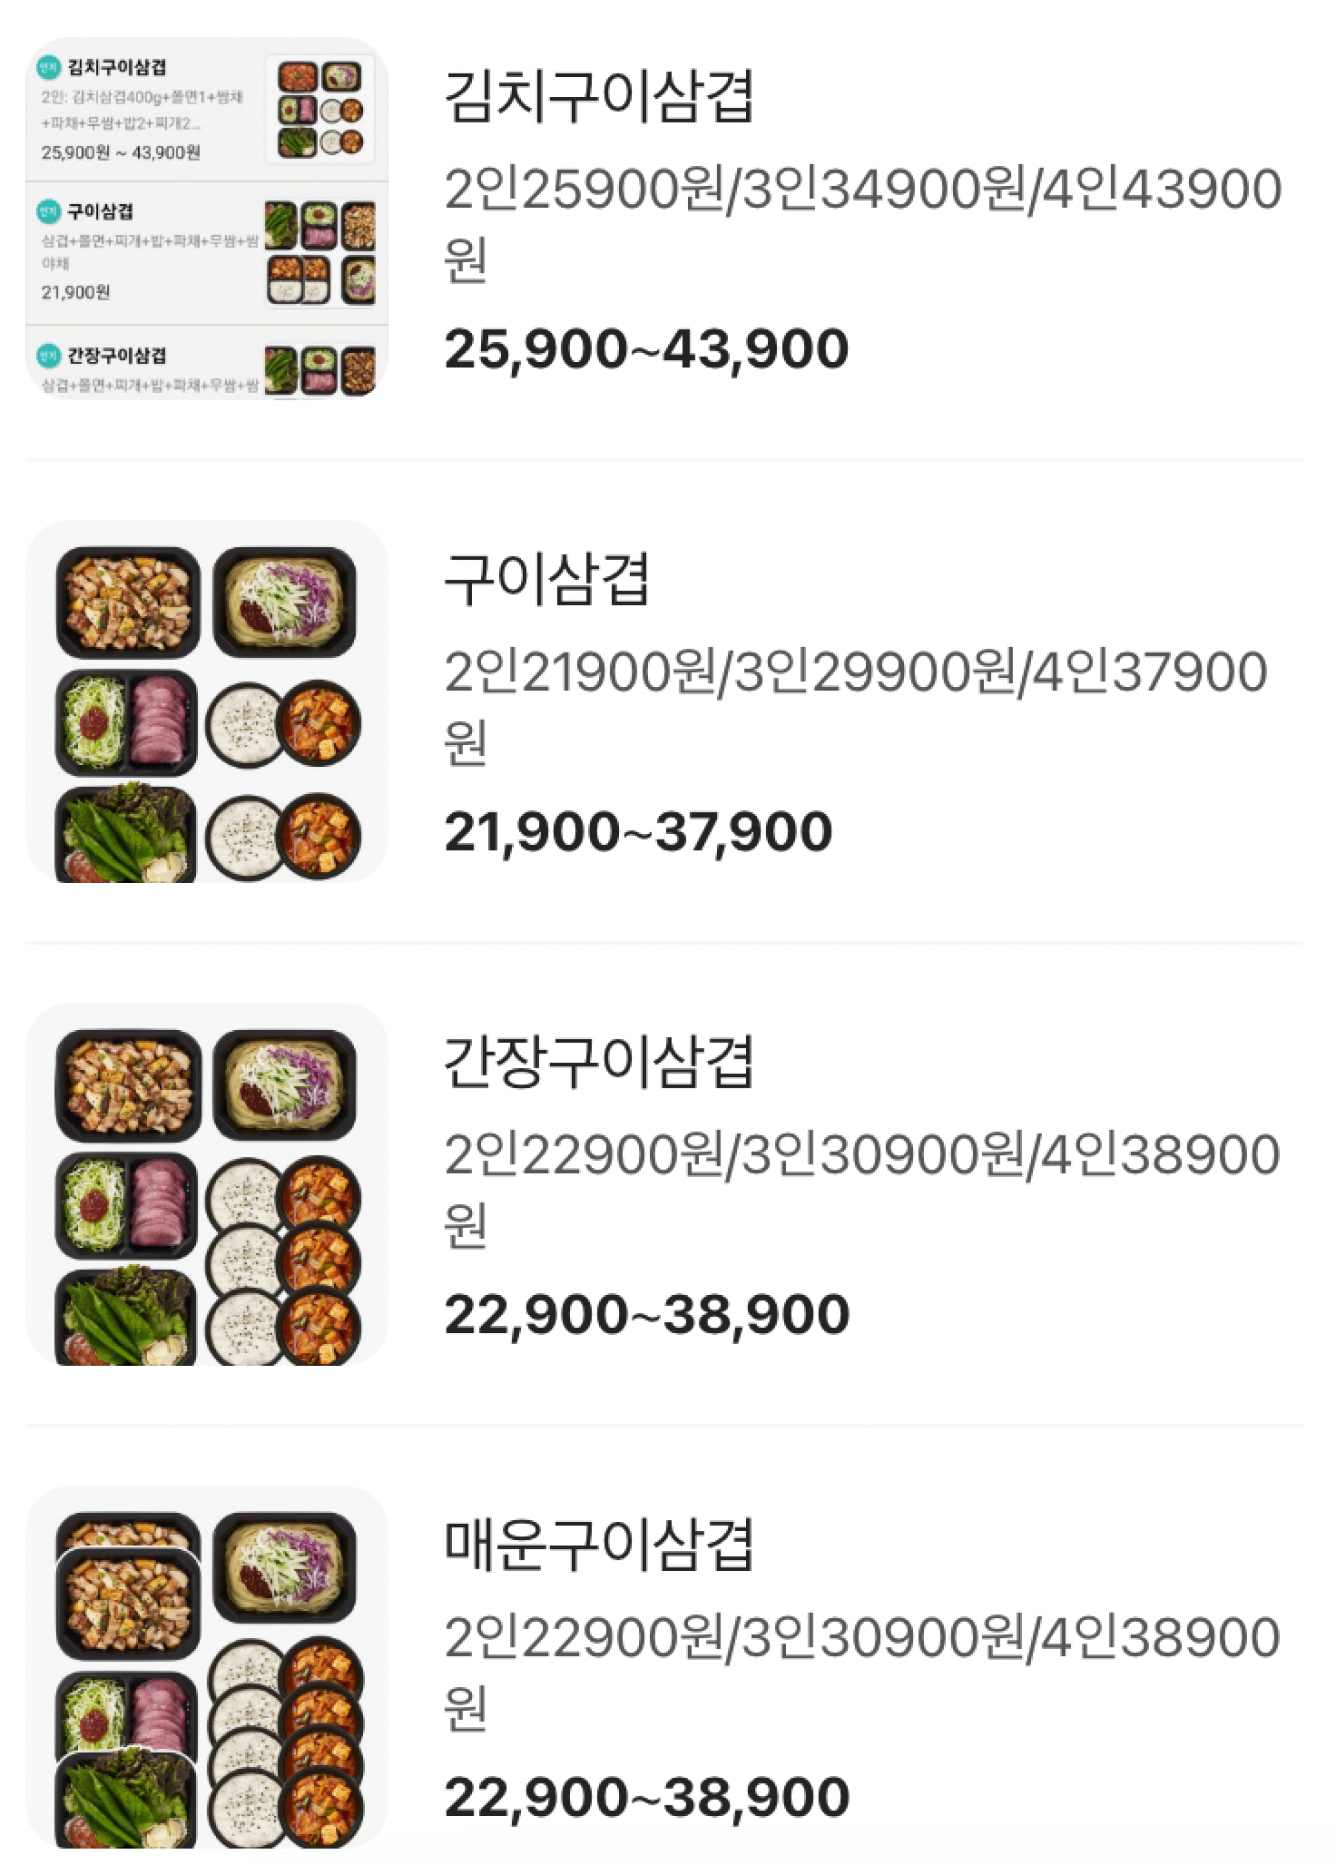 인기 김치구이삼겹
2인: 김치삼겹400g+쫄면1+쌈채
+파채+무쌈+밥2+찌개2...
25,900원 ~ 43,900원
인기 구이삼겹
삼겹+쫄면+찌개+밥+파채+무쌈+쌈
야채
21,900원
인기 간장구이삼겹
삼겹+쫄면+찌개+밥+파채+무쌈+쌈
김치구이삼겹
2인25900원/3인34900원/4인43900
원
25,900~43,900
구이삼겹
2인21900원/3인29900원/4인37900
원
21,900~37,900
간장구이삼겹
2인22900원/3인30900원/4인38900
원
22,900~38,900
매운구이삼겹
2인22900원/3인30900원/4인38900
원
22,900~38,900